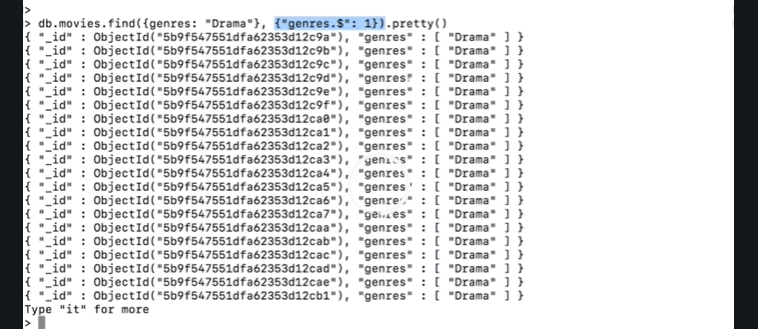 >
> db.movies.find({genres: "Drama"}, {"genres.$": 1}).pretty()
{ "_id" : ObjectId("5b9f547551dfa62353d12c9a"), "genres" : [ "Drama" ] }
{ "_id" : ObjectId("5b9f547551dfa62353d12c9b"), "genres" : [ "Drama" ] }
{ "_id" : ObjectId("5b9f547551dfa62353d12c9c"), "genres" : [ "Drama" ] }
{ "_id" : ObjectId("5b9f547551dfa62353d12c9d"), "genres" : [ "Drama" ] }
{ "_id" : ObjectId("5b9f547551dfa62353d12c9e"), "genres" : [ "Drama" ] }
{ "_id" : ObjectId("5b9f547551dfa62353d12c9f"), "genres" : [ "Drama" ] }
{ "_id" : ObjectId("5b9f547551dfa62353d12ca0"), "genres" : [ "Drama" ] }
{ "_id" : ObjectId("5b9f547551dfa62353d12ca1"), "genres" : [ "Drama" ] }
{ "_id" : ObjectId("5b9f547551dfa62353d12ca2"), "genres" : [ "Drama" ] }
{ "_id" : ObjectId("5b9f547551dfa62353d12ca3"), "genres" : [ "Drama" ] }
{ "_id" : ObjectId("5b9f547551dfa62353d12ca4"), "genres" : [ "Drama" ] }
{ "_id" : ObjectId("5b9f547551dfa62353d12ca5"), "genres" : [ "Drama" ] }
{ "_id" : ObjectId("5b9f547551dfa62353d12ca6"), "genres" : [ "Drama" ] }
{ "_id" : ObjectId("5b9f547551dfa62353d12ca7"), "genres" : [ "Drama" ] }
{ "_id" : ObjectId("5b9f547551dfa62353d12caa"), "genres" : [ "Drama" ] }
{ "_id" : ObjectId("5b9f547551dfa62353d12cab"), "genres" : [ "Drama" ] }
{ "_id" : ObjectId("5b9f547551dfa62353d12cac"), "genres" : [ "Drama" ] }
{ "_id" : ObjectId("5b9f547551dfa62353d12cad"), "genres" : [ "Drama" ] }
{ "_id" : ObjectId("5b9f547551dfa62353d12cae"), "genres" : [ "Drama" ] }
{ "_id" : ObjectId("5b9f547551dfa62353d12cb1"), "genres" : [ "Drama" ] }
Type "it" for more
>